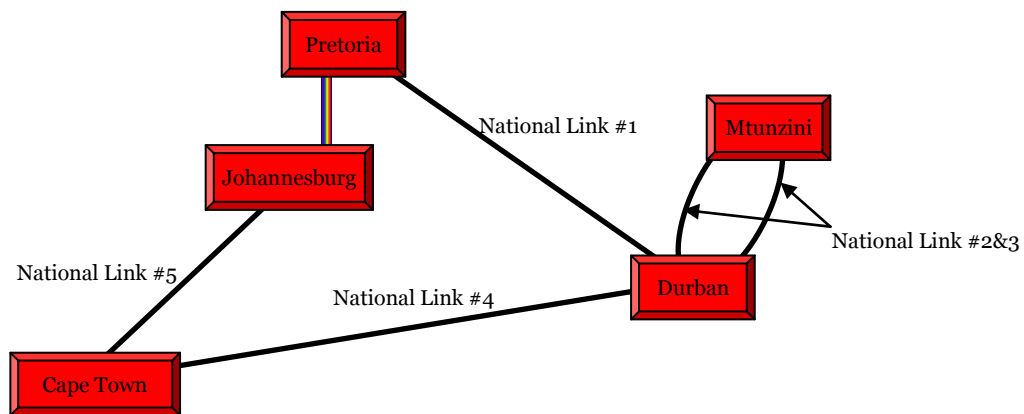 Pretoria
National Link #1
Mtunzini
Johannesburg
National Link #2&3
National Link #5
Durban
National Link #4
Cape Town